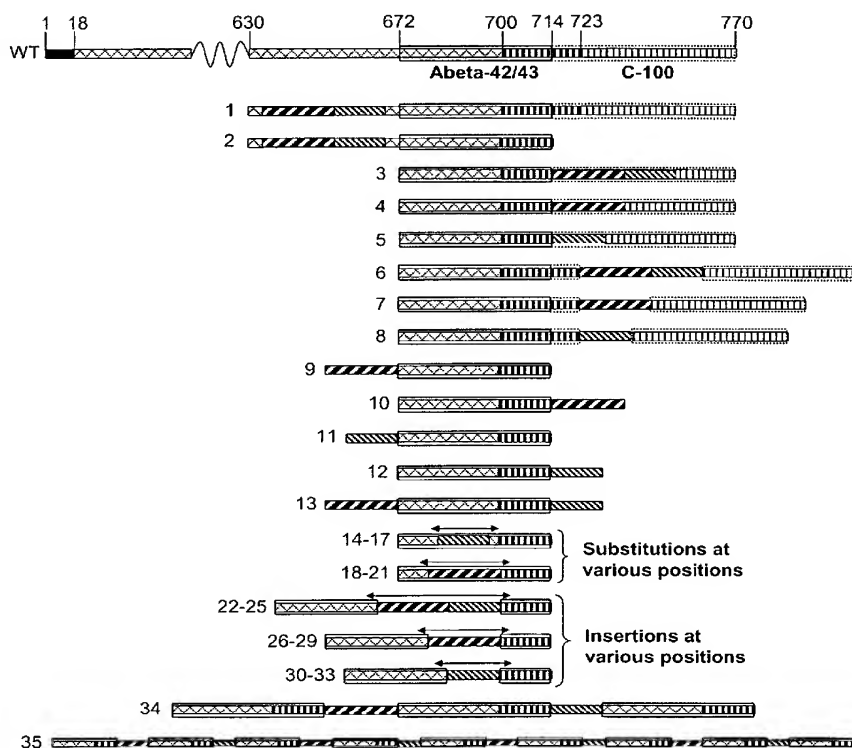 1 18 630 672 700 714 723 770
WT
Abeta-42/43 C-100
1
2
3
4
5
6
7
8
9
10
11
12
13
14-17
18-21
Substitutions at
various positions
22-25
26-29
30-33
Insertions at
various positions
34
35